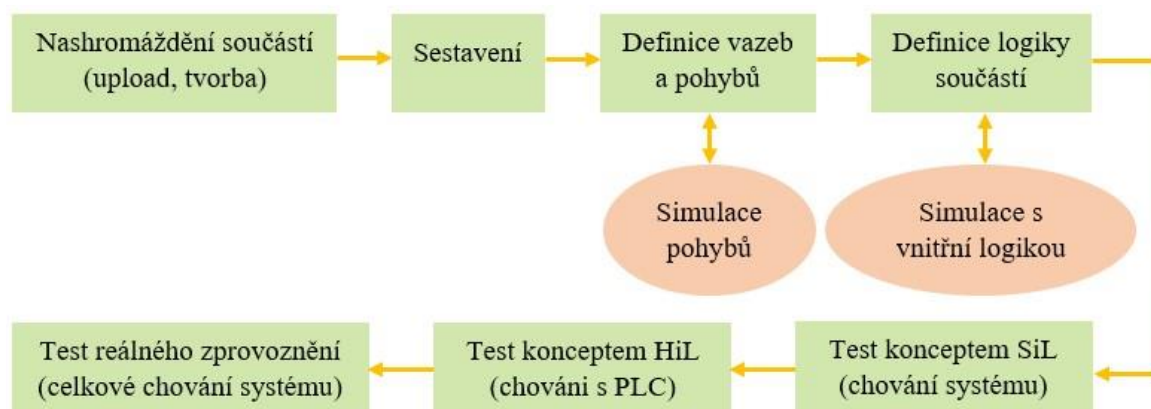 Nashromáždění součástí
(upload, tvorba)
Sestavení
Definice vazeb
a pohybů
Definice logiky
součástí
Simulace
pohybů
Simulace s
vnitřní logikou
Test reálného zprovoznění
(celkové chování systému)
Test konceptem HiL
(chováni s PLC)
Test konceptem SiL
(chování systému)